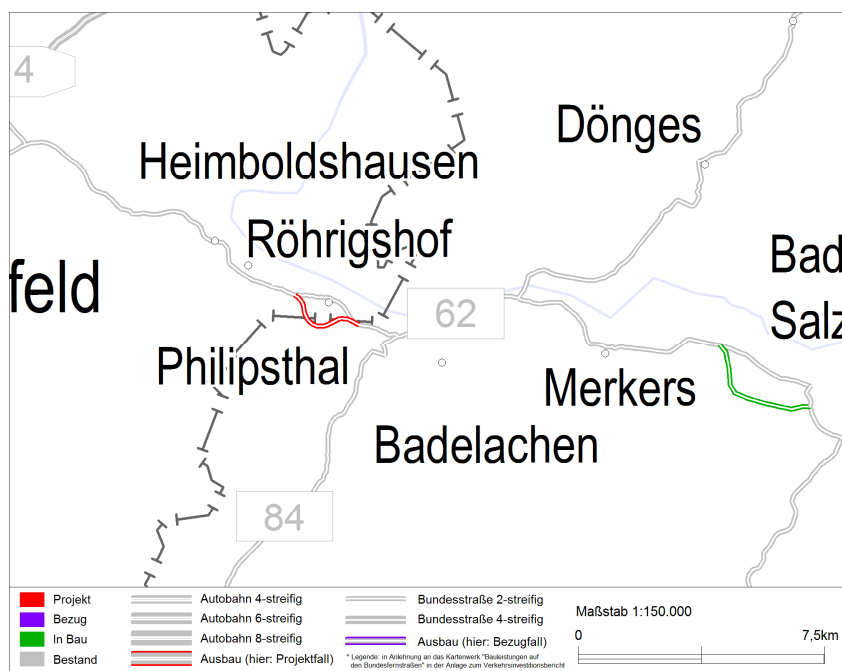 4
Dönges
Heimboldshausen
Röhrigshof
Bad
feld
62
Salz
Philipsthal
Merkers
Badelachen
84
Projekt
Bezug
In Bau
Bestand
Autobahn 4-streifig
Autobahn 6-streifig
Autobahn 8-streifig
Ausbau (hier: Projektfall)
Bundesstraße 2-streifig
Bundesstraße 4-streifig
Ausbau (hier: Bezugfall)
* Legende: in Anlehnung an das Kartenwerk "Bauleistungen auf
den Bundesfernstraßen" in der Anlage zum Verkehrsinvestitionsbericht
Maßstab 1:150.000
0
7,5km